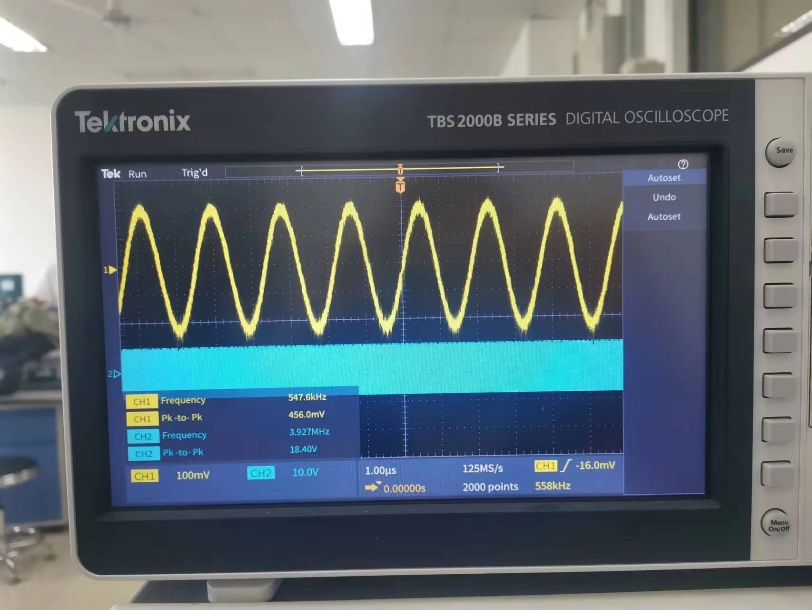 Tektronix
TBS 2000B SERIES DIGITAL OSCILLOSCOPE
Save
Tek Run Trig'd
T
T
Autoset
Undo
Autoset
1
2
CH1 Frequency 547.6kHz
CH1 Pk-to-Pk 456.0mV
CH2 Frequency 3.927MHz
CH2 Pk-to-Pk 18.40V
CH1 100mV CH2 10.0V
1.00µs 125MS/s CH1 -16.0mV
0.00000s 2000 points 558kHz
Menu
On/Off